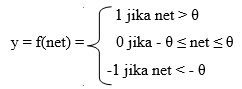 1 jika net > θ
y = f(net) = 0 jika - θ ≤ net ≤ θ
-1 jika net < - θ